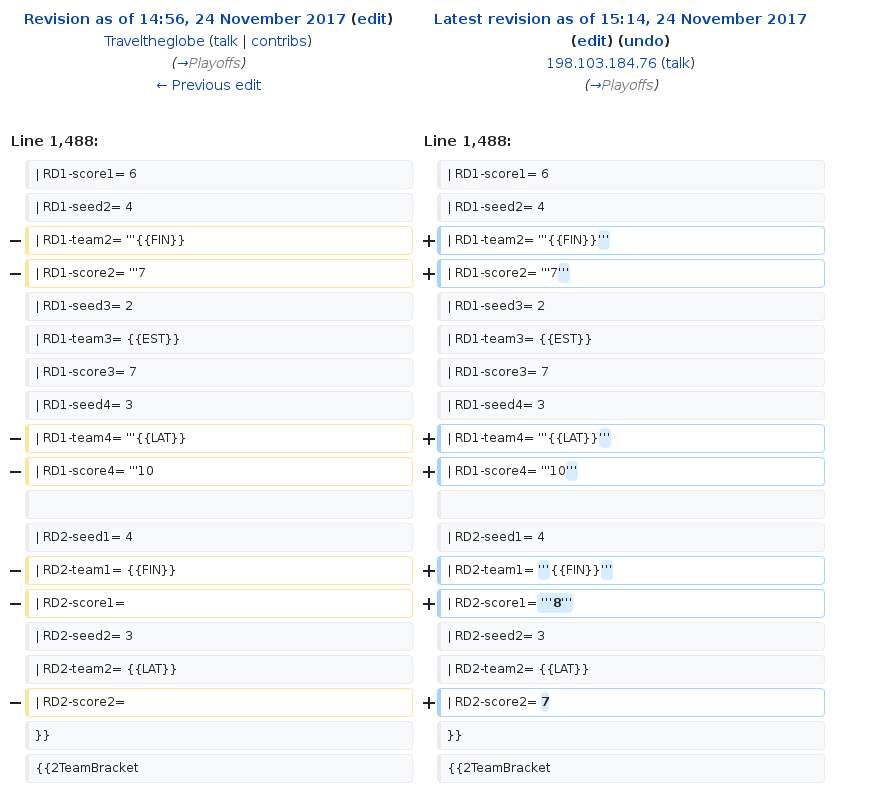 Revision as of 14:56, 24 November 2017 (edit)
Traveltheglobe (talk | contribs)
(→Playoffs)
← Previous edit
Latest revision as of 15:14, 24 November 2017
(edit) (undo)
198.103.184.76 (talk)
(→Playoffs)
Line 1,488:
Line 1,488:
| RD1-score1= 6
| RD1-score1= 6
| RD1-seed2= 4
| RD1-seed2= 4
− | RD1-team2= '''{{FIN}}
+ | RD1-team2= '''{{FIN}}'''
− | RD1-score2= '''7
+ | RD1-score2= '''7'''
| RD1-seed3= 2
| RD1-seed3= 2
| RD1-team3= {{EST}}
| RD1-team3= {{EST}}
| RD1-score3= 7
| RD1-score3= 7
| RD1-seed4= 3
| RD1-seed4= 3
− | RD1-team4= '''{{LAT}}
+ | RD1-team4= '''{{LAT}}'''
− | RD1-score4= '''10
+ | RD1-score4= '''10'''
| RD2-seed1= 4
| RD2-seed1= 4
− | RD2-team1= {{FIN}}
+ | RD2-team1= '''{{FIN}}'''
− | RD2-score1=
+ | RD2-score1= '''8'''
| RD2-seed2= 3
| RD2-seed2= 3
| RD2-team2= {{LAT}}
| RD2-team2= {{LAT}}
− | RD2-score2=
+ | RD2-score2= 7
}}
}}
{{2TeamBracket
{{2TeamBracket